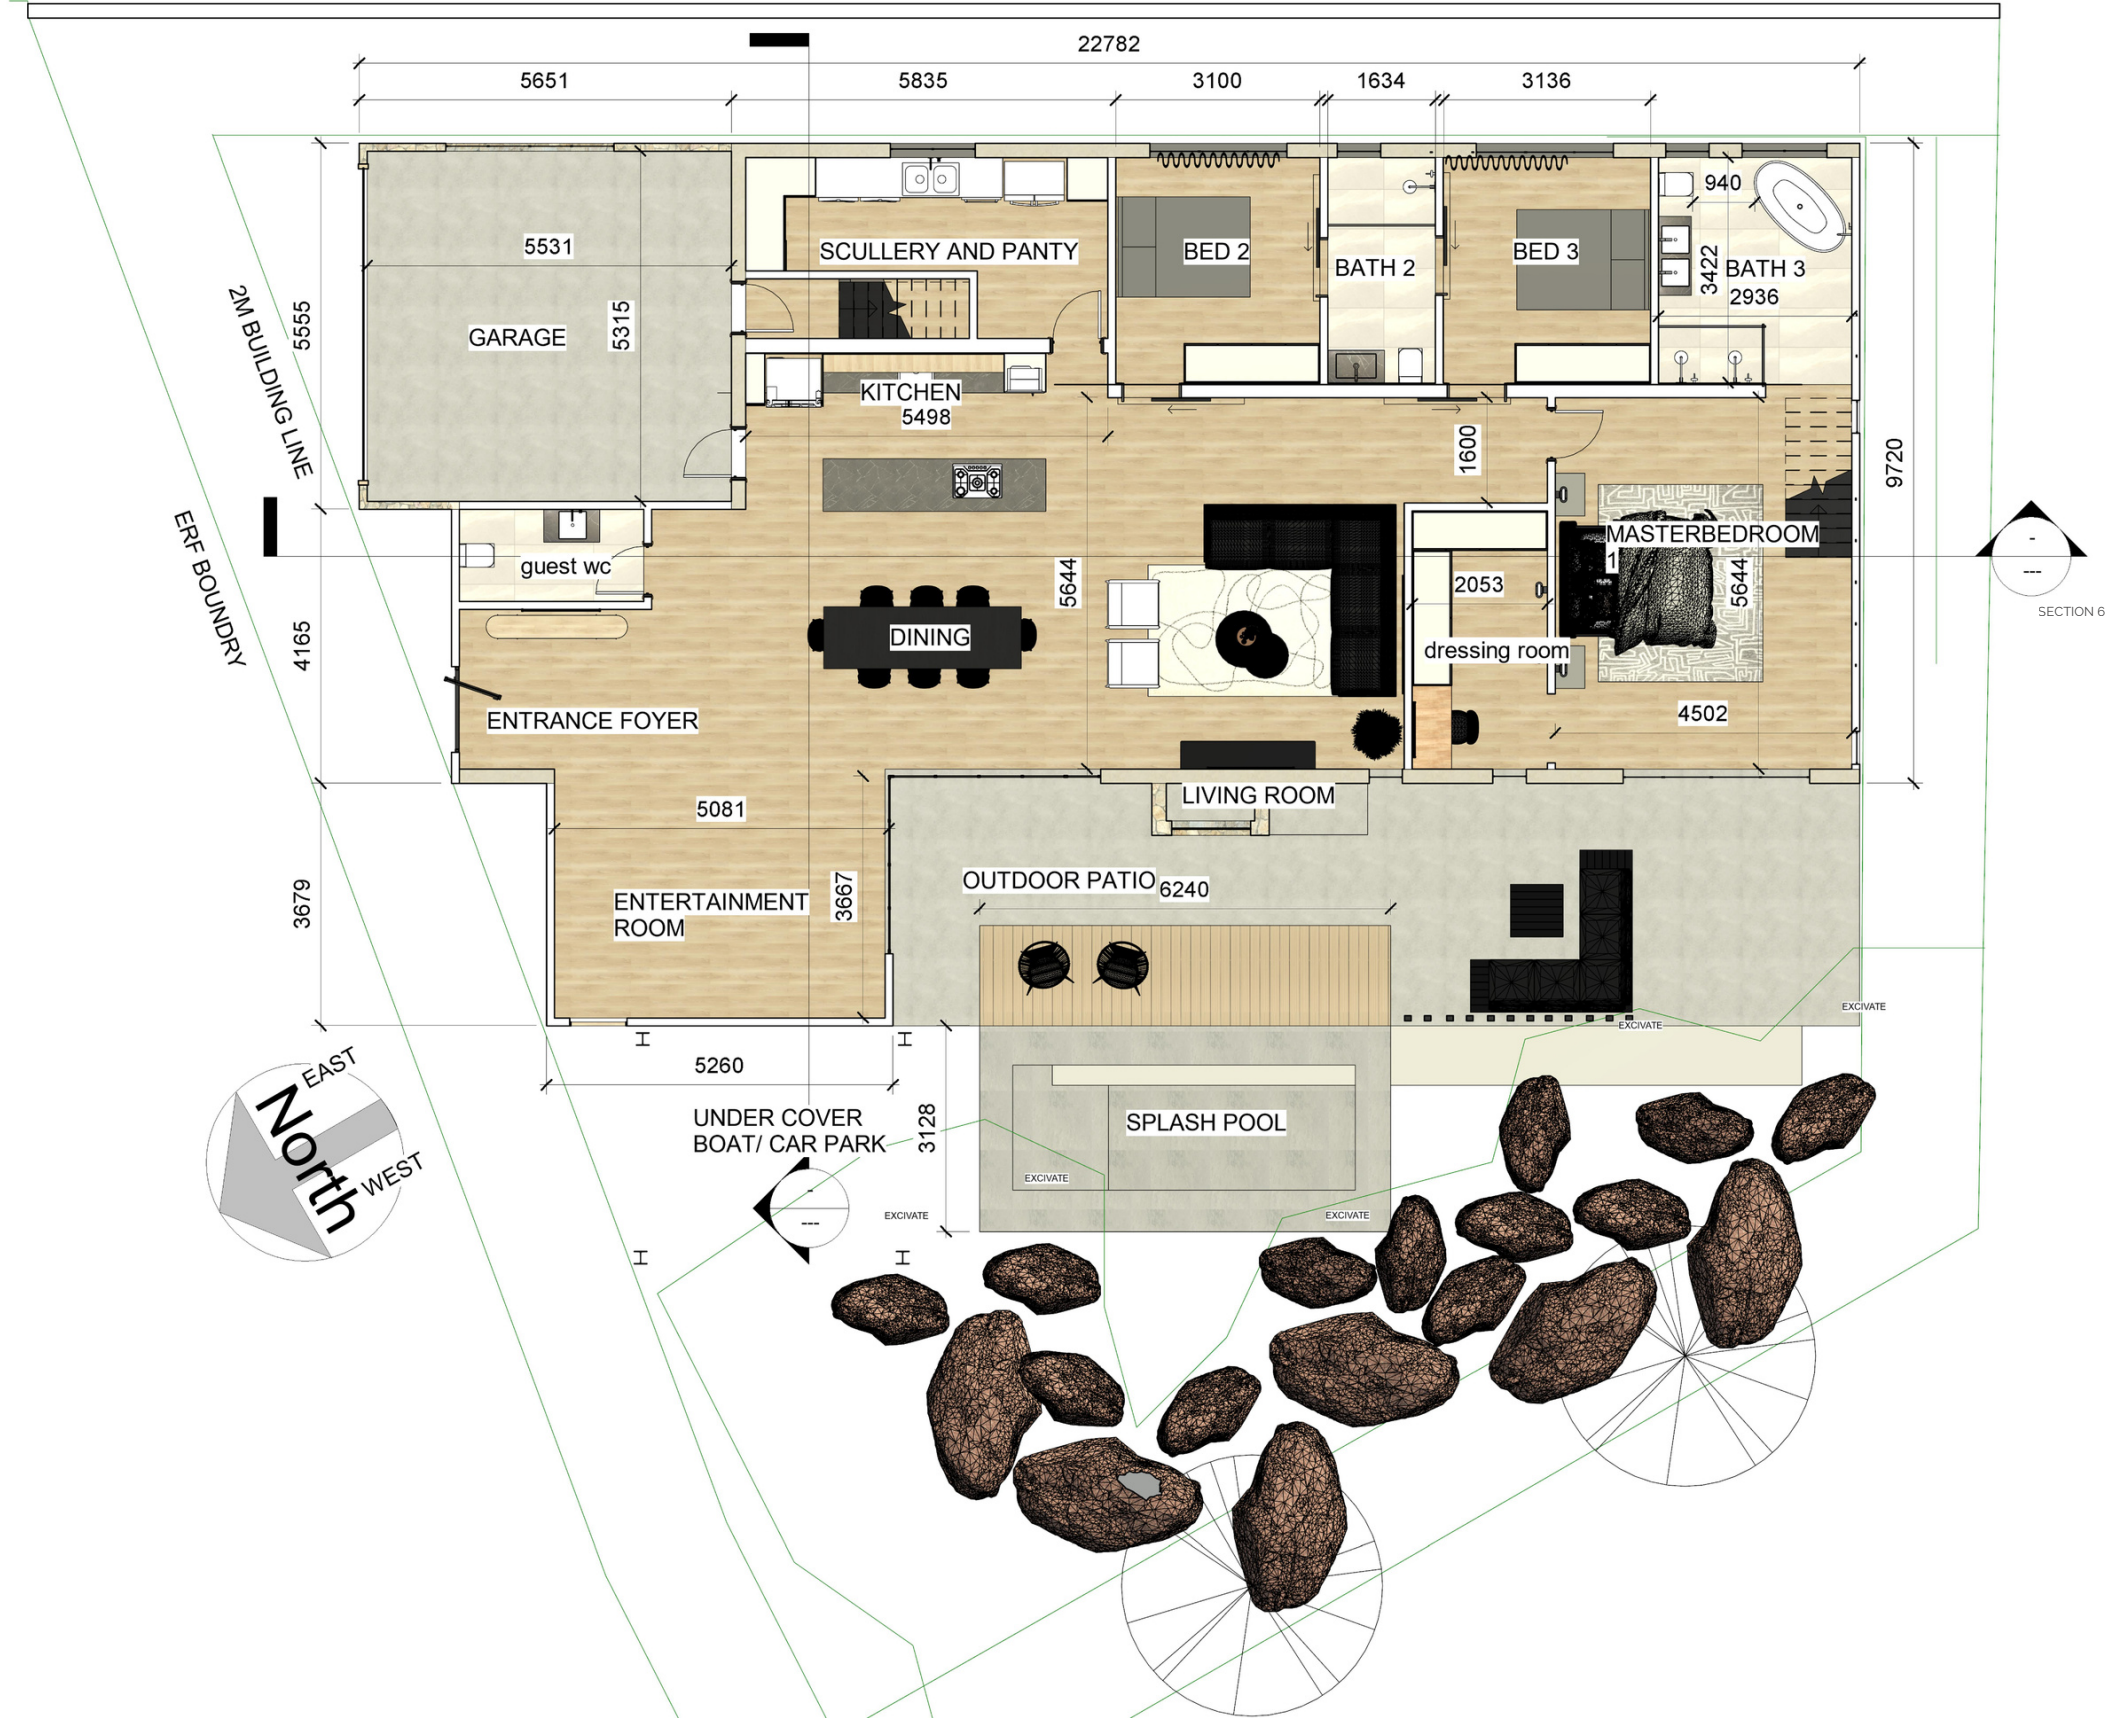 22782
5651
5835
3100
1634
3136
940
5531
SCULLERY AND PANTY
BED 2
BATH 2
BED 3
3422
BATH 3
2936
2M BUILDING LINE
5555
GARAGE
5315
KITCHEN
5498
1600
9720
ERF BOUNDRY
guest wc
MASTERBEDROOM
1
5644
2053
5644
-
---
SECTION 6
4165
DINING
dressing room
ENTRANCE FOYER
4502
5081
LIVING ROOM
3679
ENTERTAINMENT
ROOM
3667
OUTDOOR PATIO
6240
EXCIVATE
EXCIVATE
5260
EAST
North
WEST
UNDER COVER
BOAT/ CAR PARK
3128
SPLASH POOL
EXCIVATE
-
---
EXCIVATE
EXCIVATE